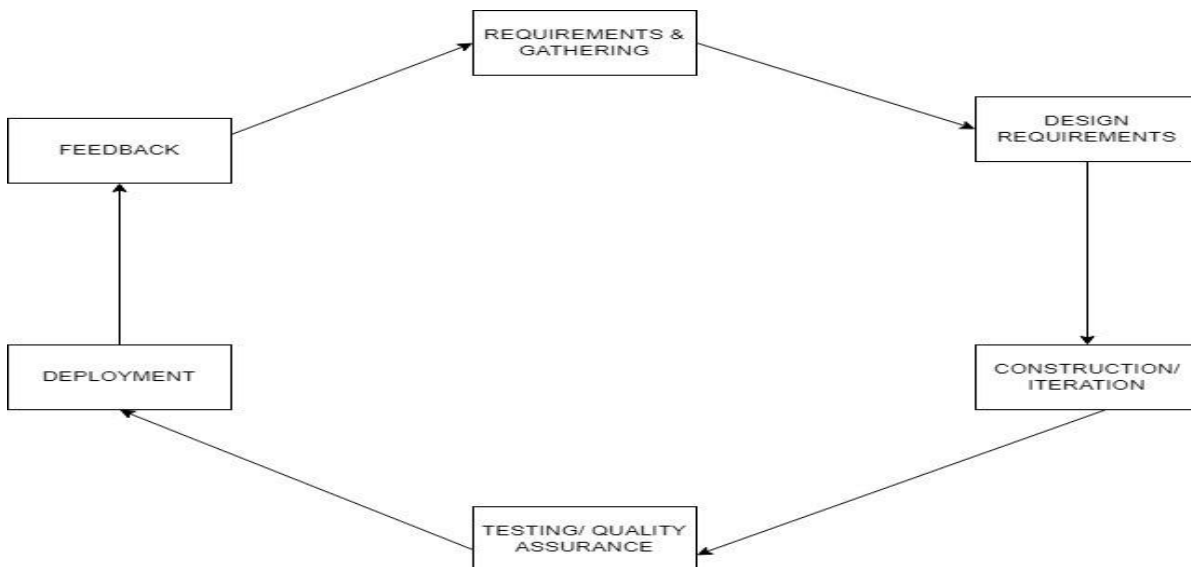 REQUIREMENTS &
GATHERING
DESIGN
REQUIREMENTS
FEEDBACK
CONSTRUCTION/
ITERATION
DEPLOYMENT
TESTING/ QUALITY
ASSURANCE